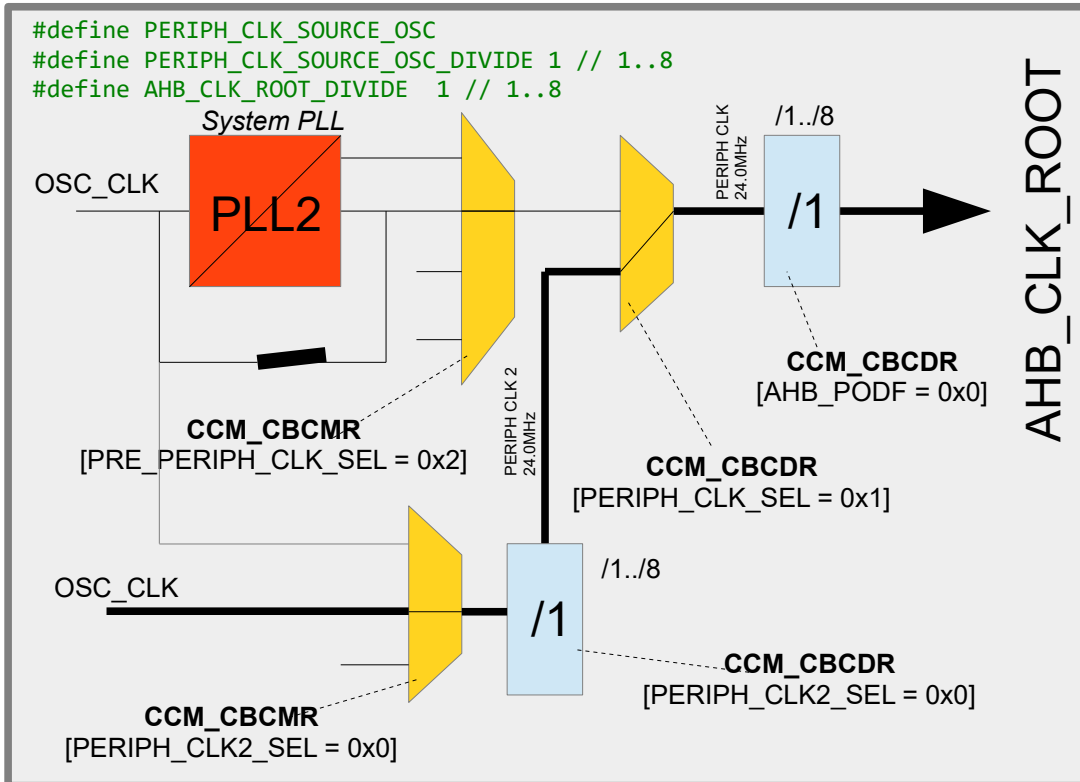 #define PERIPH_CLK_SOURCE_OSC
#define PERIPH_CLK_SOURCE_OSC_DIVIDE 1 // 1..8
#define AHB_CLK_ROOT_DIVIDE  1 // 1..8
System PLL
OSC_CLK
PLL2
PERIPH CLK
24.0MHz
/1../8
/1
AHB_CLK_ROOT
CCM_CBCDR
[AHB_PODF = 0x0]
CCM_CBCMR
[PRE_PERIPH_CLK_SEL = 0x2]
PERIPH CLK 2
24.0MHz
CCM_CBCDR
[PERIPH_CLK_SEL = 0x1]
OSC_CLK
/1
/1../8
CCM_CBCDR
[PERIPH_CLK2_SEL = 0x0]
CCM_CBCMR
[PERIPH_CLK2_SEL = 0x0]